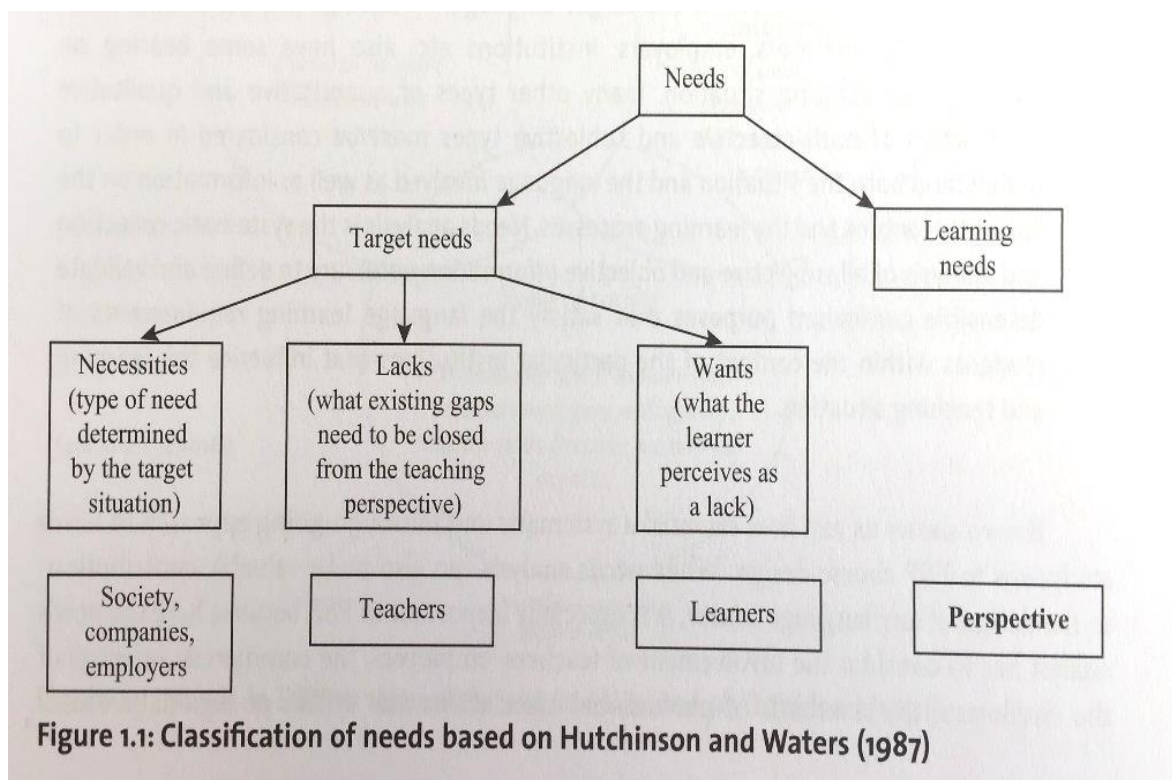 Needs
Target needs
Learning
needs
Necessities
(type of need
determined
by the target
situation)
Lacks
(what existing gaps
need to be closed
from the teaching
perspective)
Wants
(what the
learner
perceives as
a lack)
Society,
companies,
employers
Teachers
Learners
Perspective
Figure 1.1: Classification of needs based on Hutchinson and Waters (1987)